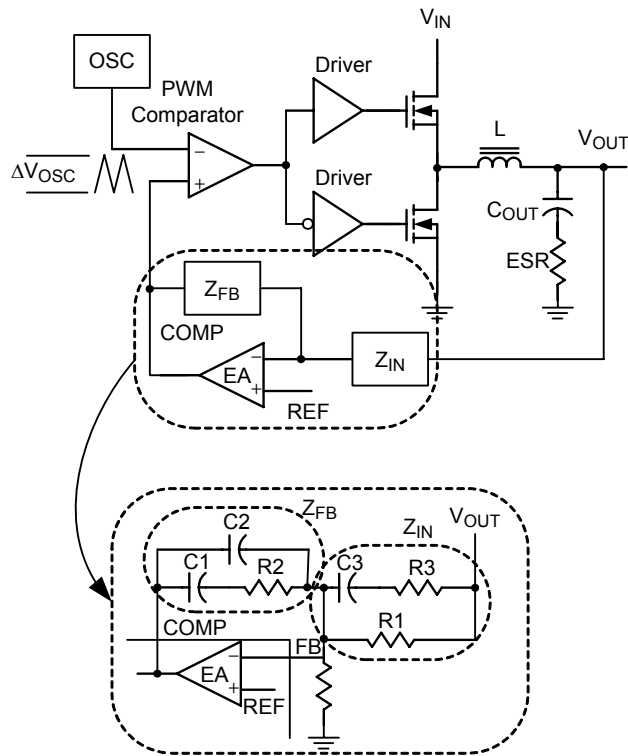 V_IN
OSC
Driver
PWM
Comparator
L
V_OUT
−
+
ΔV_OSC
Driver
C_OUT
ESR
Z_FB
COMP
−
EA
+
Z_IN
REF
Z_FB
C2
Z_IN
V_OUT
C1
R2
C3
R3
R1
COMP
FB
−
EA
+
REF